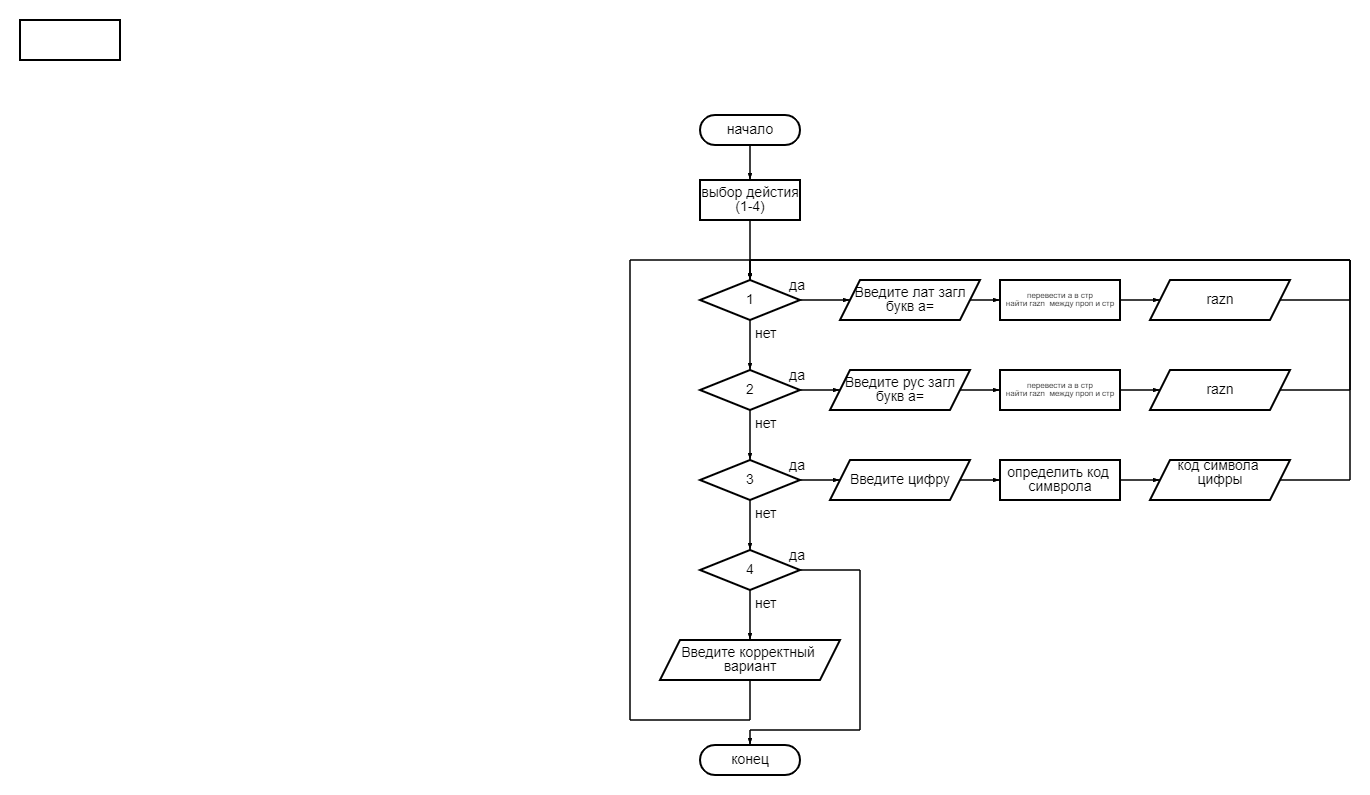 начало
выбор дейстия
(1-4)
1
да
Введите лат загл
букв а=
перевести а в стр
найти razn между проп и стр
razn
нет
2
да
Введите рус загл
букв а=
перевести а в стр
найти razn между проп и стр
razn
нет
3
да
Введите цифру
определить код
симврола
код символа
цифры
нет
4
да
нет
Введите корректный
вариант
конец